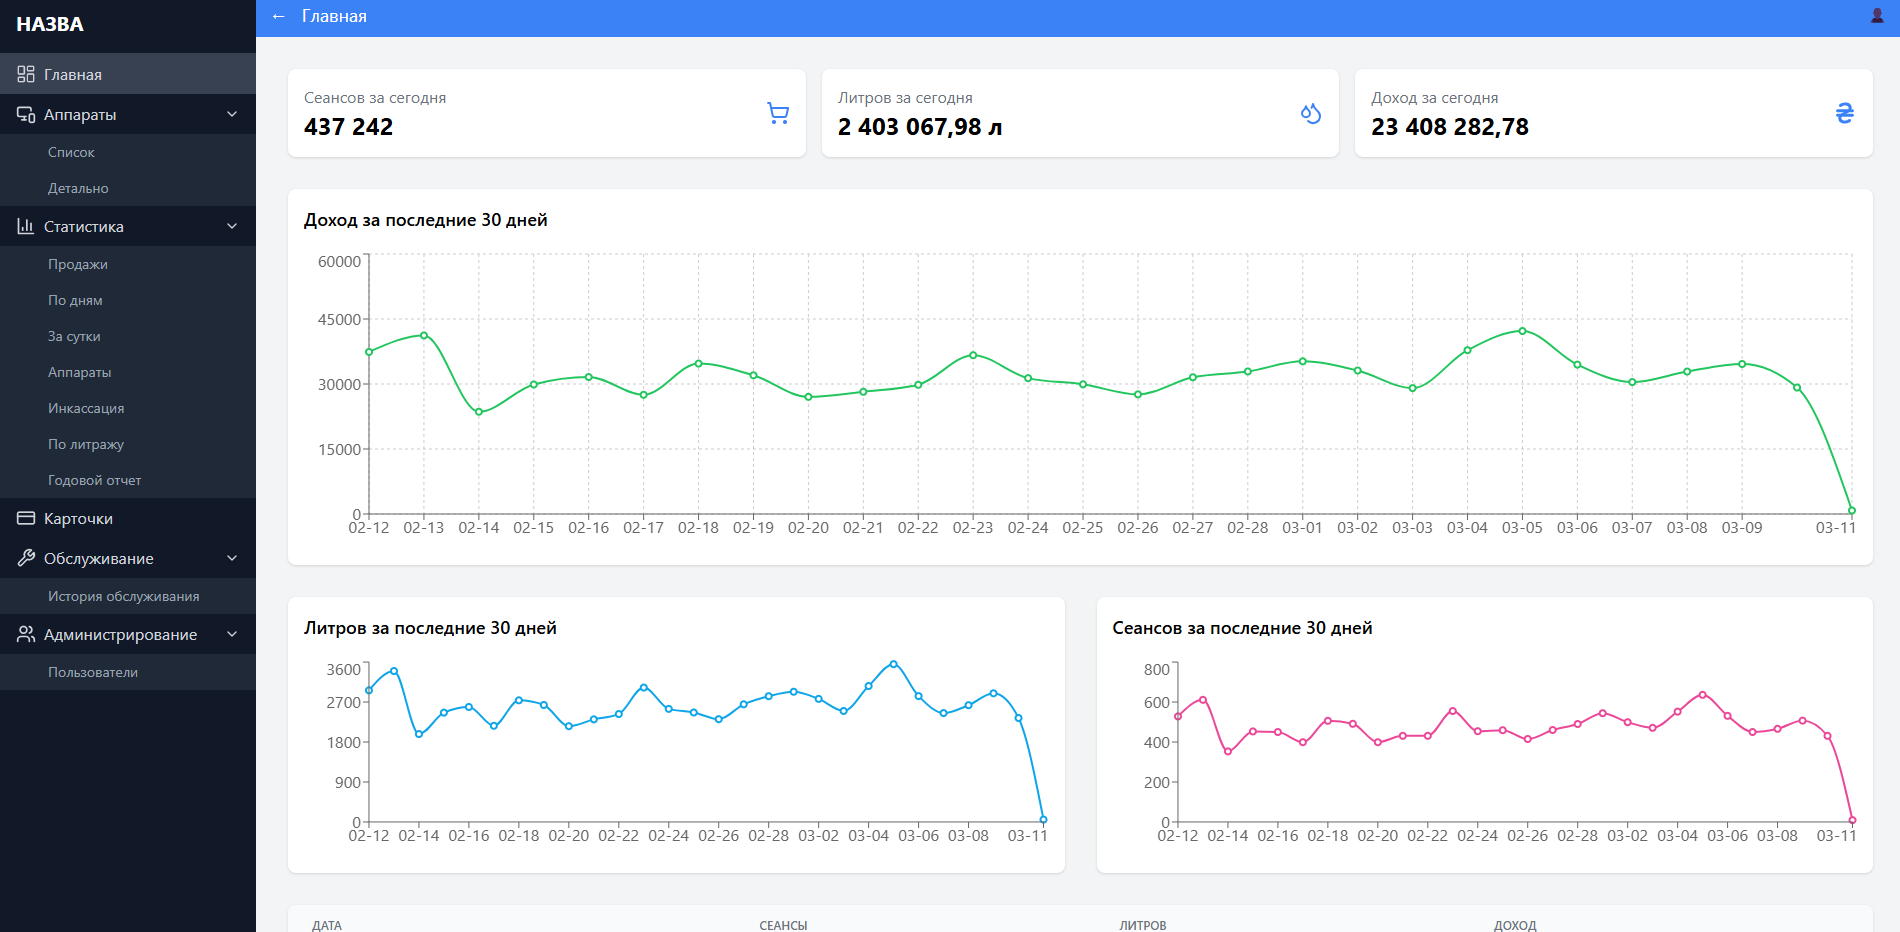 НАЗВА
← Главная
Главная
Аппараты
Список
Детально
Статистика
Продажи
По дням
За сутки
Аппараты
Инкассация
По литражу
Годовой отчет
Карточки
Обслуживание
История обслуживания
Администрирование
Пользователи
Сеансов за сегодня
437 242
Литров за сегодня
2 403 067,98 л
Доход за сегодня
23 408 282,78
₴
Доход за последние 30 дней
60000
45000
30000
15000
0
02-12 02-13 02-14 02-15 02-16 02-17 02-18 02-19 02-20 02-21 02-22 02-23 02-24 02-25 02-26 02-27 02-28 03-01 03-02 03-03 03-04 03-05 03-06 03-07 03-08 03-09 03-11
Литров за последние 30 дней
3600
2700
1800
900
0
02-12 02-14 02-16 02-18 02-20 02-22 02-24 02-26 02-28 03-02 03-04 03-06 03-08 03-11
Сеансов за последние 30 дней
800
600
400
200
0
02-12 02-14 02-16 02-18 02-20 02-22 02-24 02-26 02-28 03-02 03-04 03-06 03-08 03-11
ДАТА СЕАНСЫ ЛИТРОВ ДОХОД